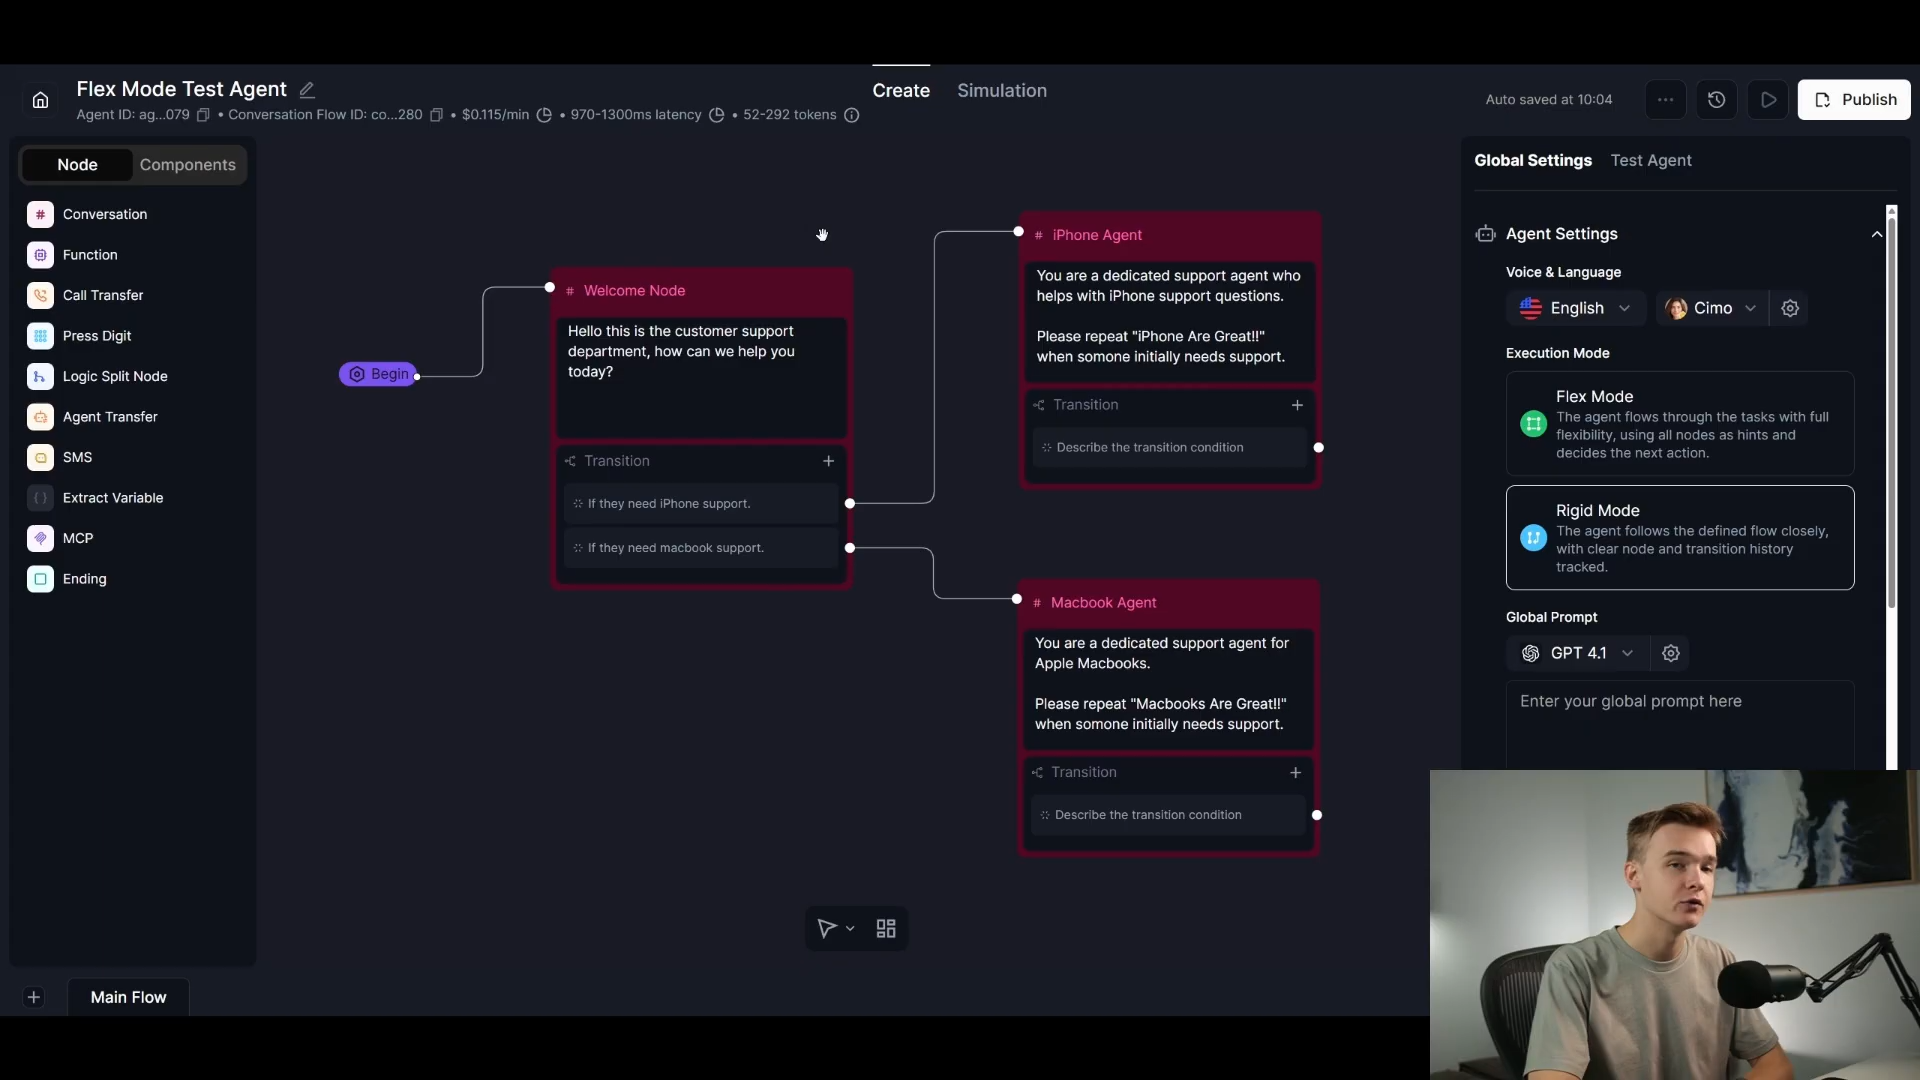 Flex Mode Test Agent
Agent ID: ag...079 • Conversation Flow ID: co...280 • $0.115/min • 970-1300ms latency • 52-292 tokens
Create
Simulation
Auto saved at 10:04
Publish
Node
Components
Conversation
Function
Call Transfer
Press Digit
Logic Split Node
Agent Transfer
SMS
Extract Variable
MCP
Ending
Begin
# Welcome Node
Hello this is the customer support
department, how can we help you
today?
Transition
If they need iPhone support.
If they need macbook support.
# iPhone Agent
You are a dedicated support agent who
helps with iPhone support questions.
Please repeat "iPhone Are Great!!"
when somone initially needs support.
Transition
Describe the transition condition
# Macbook Agent
You are a dedicated support agent for
Apple Macbooks.
Please repeat "Macbooks Are Great!!"
when somone initially needs support.
Transition
Describe the transition condition
Global Settings
Test Agent
Agent Settings
Voice & Language
English
Cimo
Execution Mode
Flex Mode
The agent flows through the tasks with full
flexibility, using all nodes as hints and
decides the next action.
Rigid Mode
The agent follows the defined flow closely,
with clear node and transition history
tracked.
Global Prompt
GPT 4.1
Enter your global prompt here
Main Flow